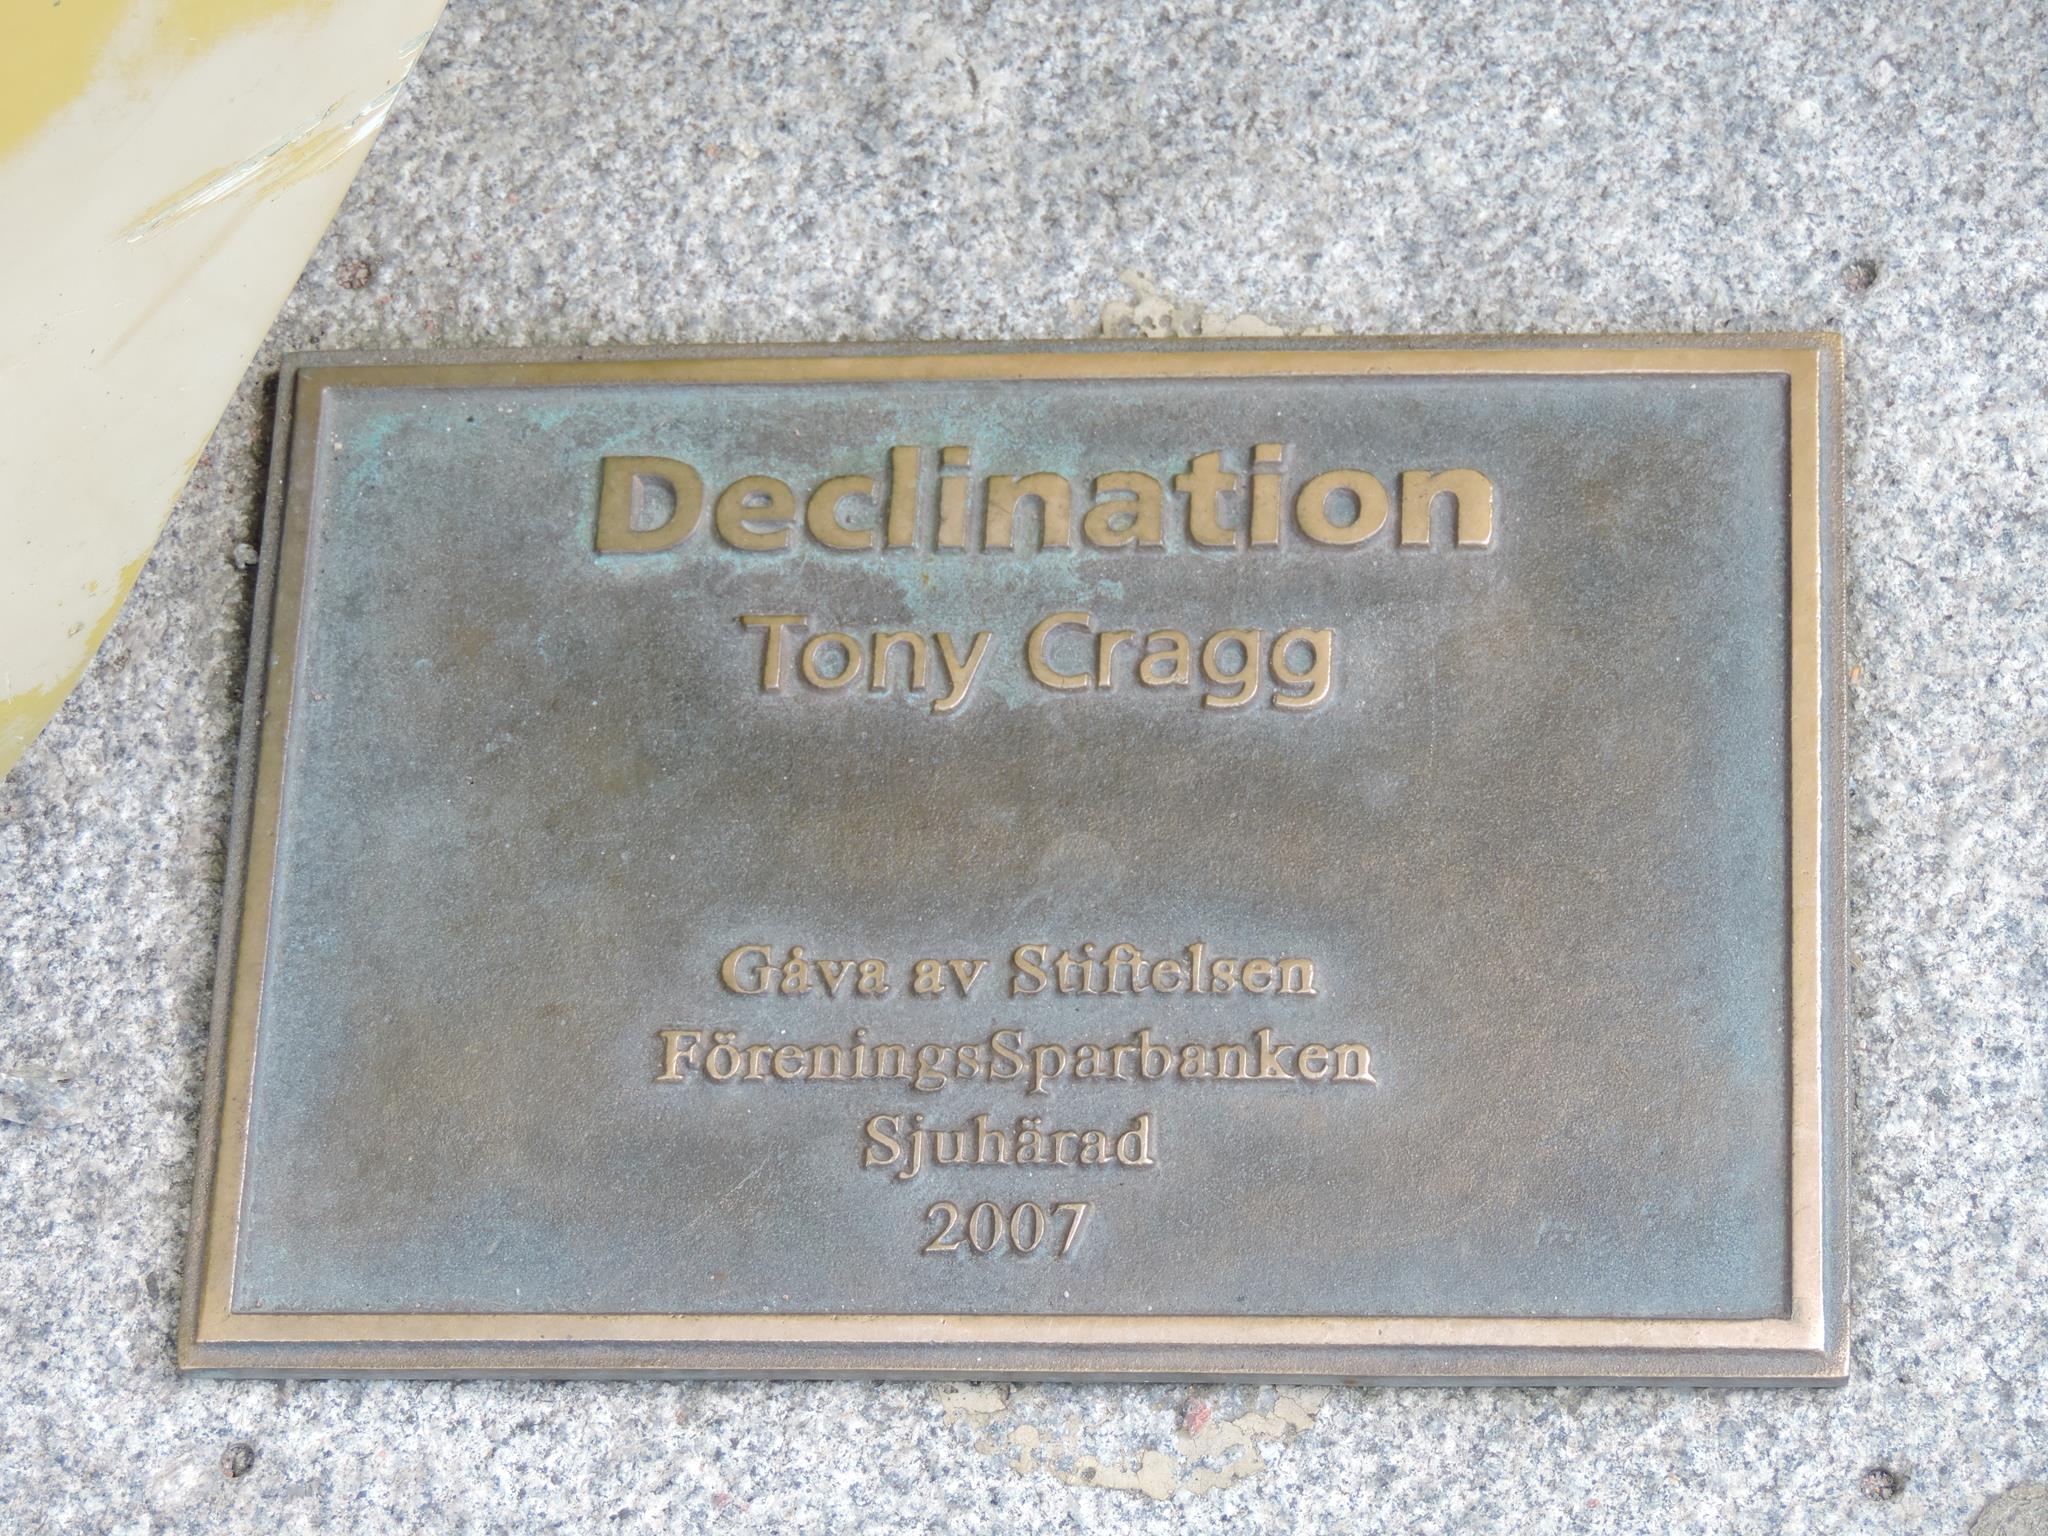 Declination
Tony Cragg
Gåva av Stiftelsen
FöreningsSparbanken
Sjuhärad
2007